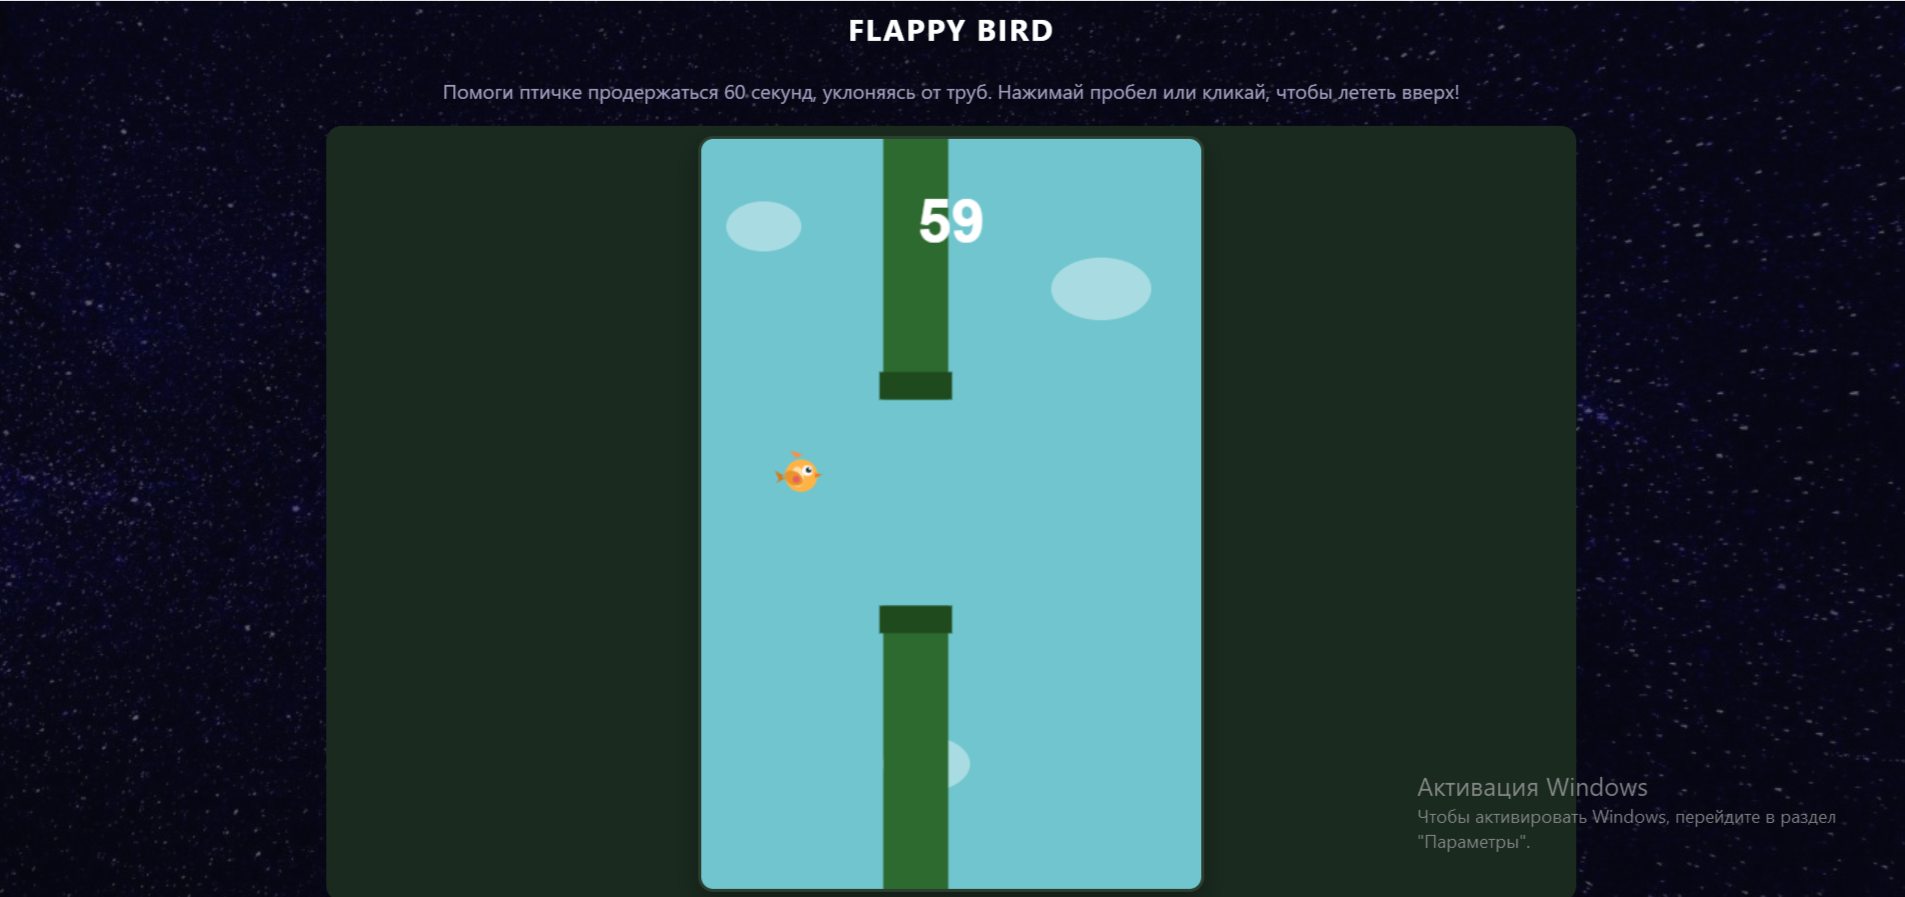 FLAPPY BIRD
Помоги птичке продержаться 60 секунд, уклоняясь от труб. Нажимай пробел или кликай, чтобы лететь вверх!
59
Активация Windows
Чтобы активировать Windows, перейдите в раздел
"Параметры".